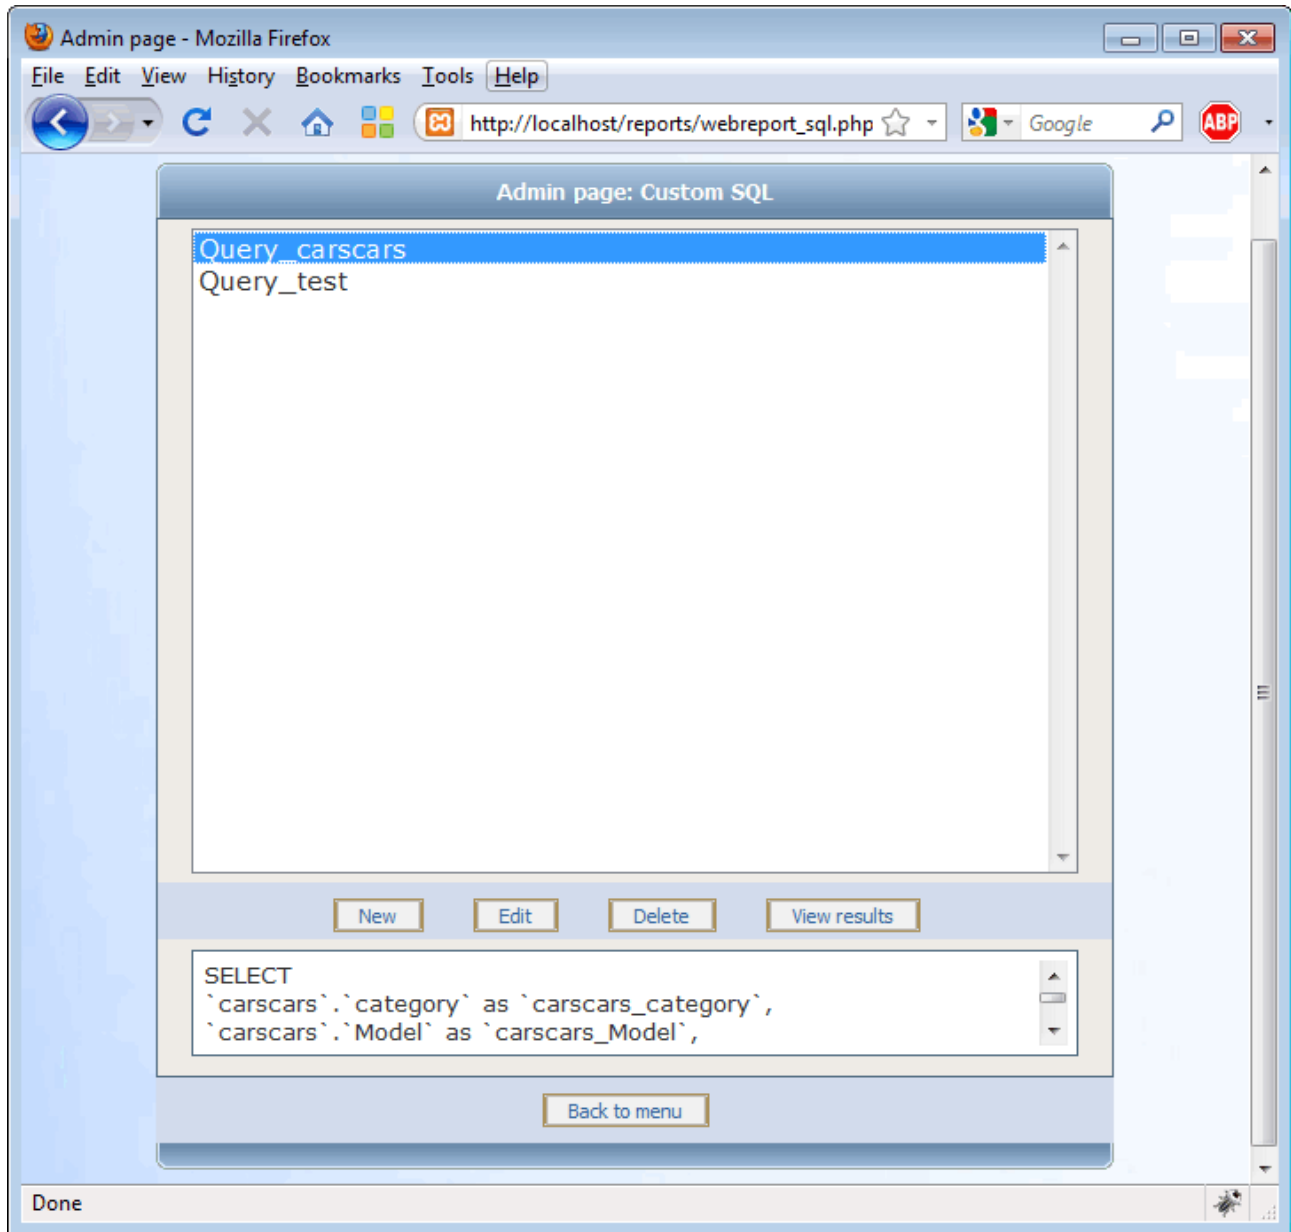 Admin page - Mozilla Firefox
File Edit View History Bookmarks Tools Help
http://localhost/reports/webreport_sql.php Google ABP
Admin page: Custom SQL
Query_carscars
Query_test
New Edit Delete View results
SELECT
`carscars`.`category` as `carscars_category`,
`carscars`.`Model` as `carscars_Model`,
Back to menu
Done